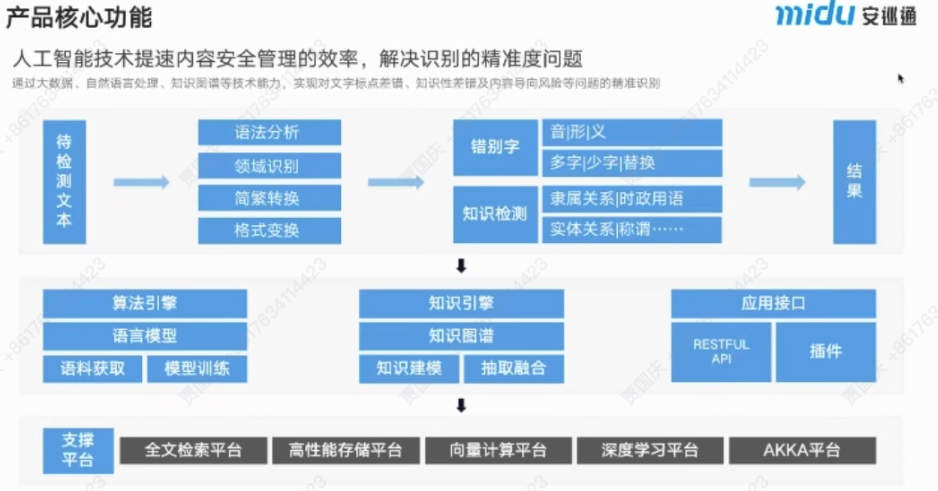 产品核心功能
midu 安巡通
人工智能技术提速内容安全管理的效率，解决识别的精准度问题
通过大数据、自然语言处理、知识图谱等技术能力，实现对文字标点差错、知识性差错及内容导向风险等问题的精准识别
待检测文本
语法分析
领域识别
简繁转换
格式变换
错别字
音|形|义
多字|少字|替换
知识检测
隶属关系|时政用语
实体关系|称谓……
结果
算法引擎
语言模型
语料获取
模型训练
知识引擎
知识图谱
知识建模
抽取融合
应用接口
RESTFUL
API
插件
支撑
平台
全文检索平台
高性能存储平台
向量计算平台
深度学习平台
AKKA平台
贾国庆 +8617634114423